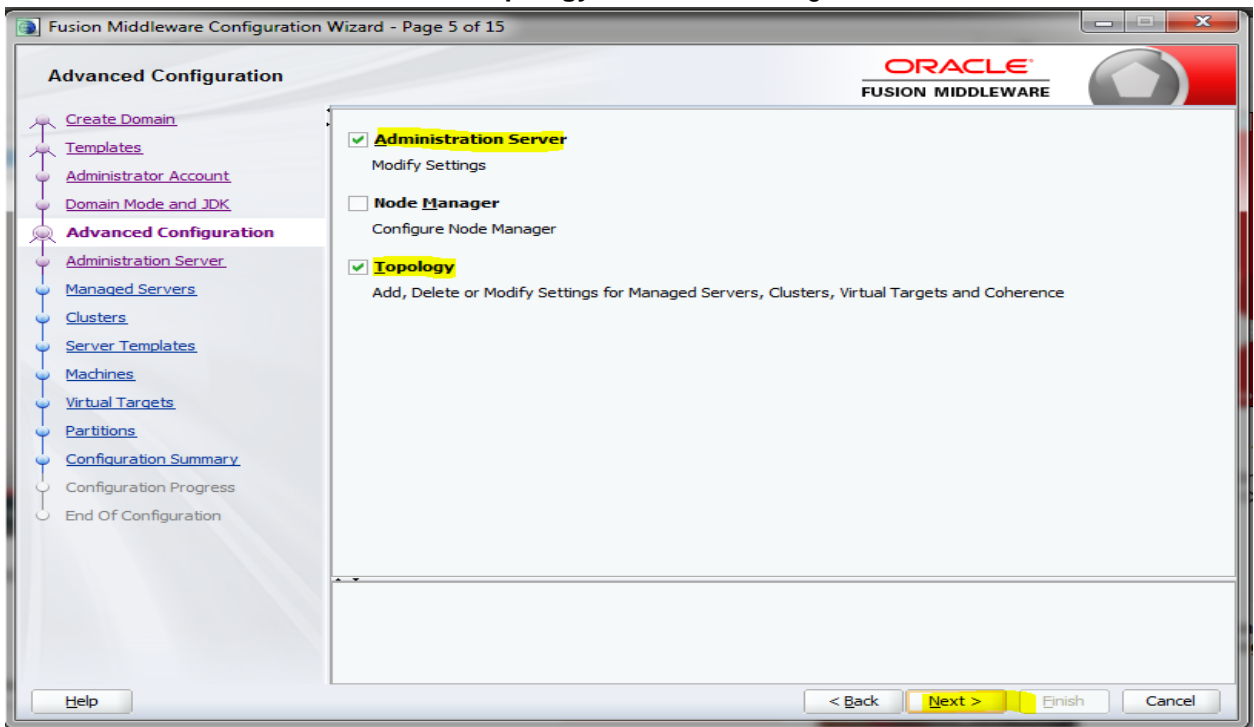 Fusion Middleware Configuration Wizard - Page 5 of 15
Advanced Configuration
ORACLE
FUSION MIDDLEWARE
Create Domain
Templates
Administrator Account
Domain Mode and JDK
Advanced Configuration
Administration Server
Managed Servers
Clusters
Server Templates
Machines
Virtual Targets
Partitions
Configuration Summary
Configuration Progress
End Of Configuration
Administration Server
Modify Settings
Node Manager
Configure Node Manager
Topology
Add, Delete or Modify Settings for Managed Servers, Clusters, Virtual Targets and Coherence
Help
< Back
Next >
Finish
Cancel